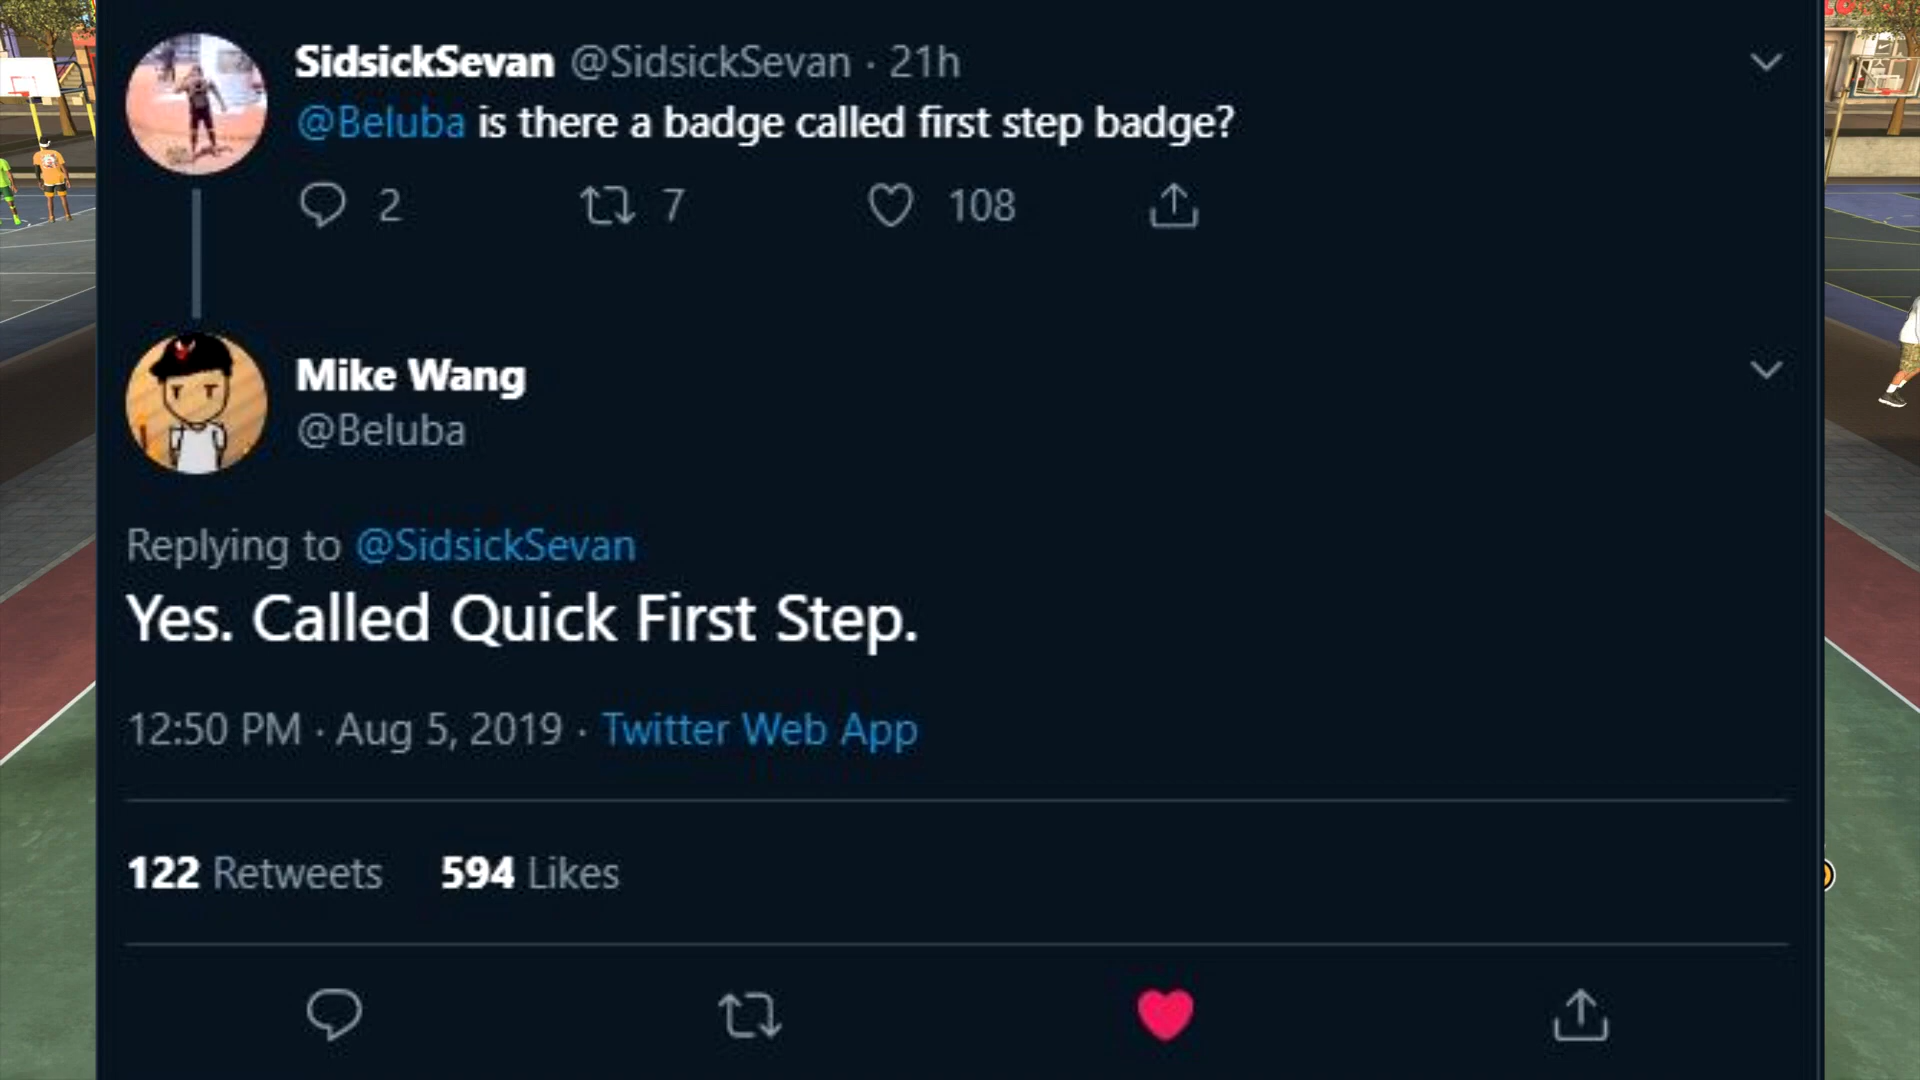 SidsickSevan @SidsickSevan · 21h
@Beluba is there a badge called first step badge?
2 7 108
Mike Wang
@Beluba
Replying to @SidsickSevan
Yes. Called Quick First Step.
12:50 PM · Aug 5, 2019 · Twitter Web App
122 Retweets 594 Likes